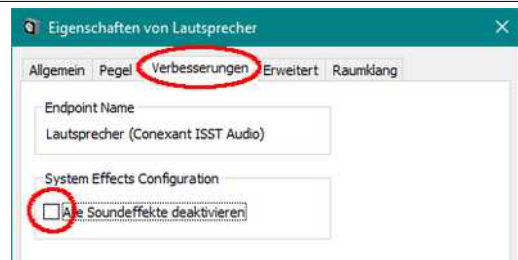 Eigenschaften von Lautsprecher
Allgemein Pegel Verbesserungen Erweitert Raumklang
Endpoint Name
Lautsprecher (Conexant ISST Audio)
System Effects Configuration
Alle Soundeffekte deaktivieren